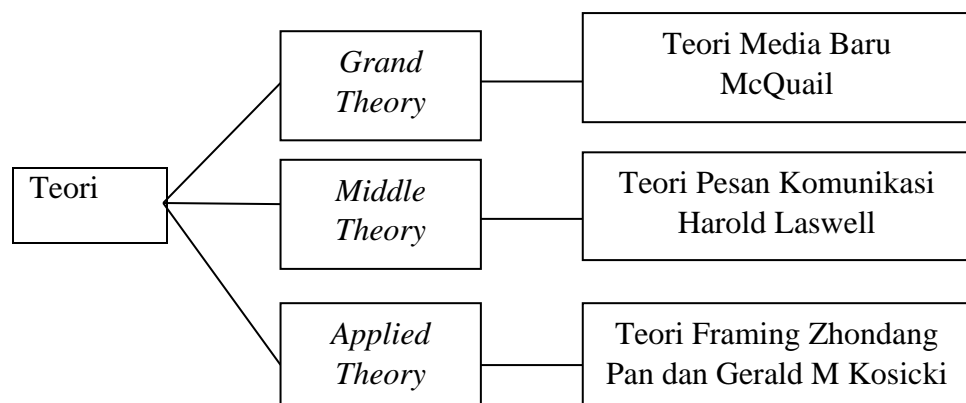 Teori
Grand
Theory
Teori Media Baru
McQuail
Middle
Theory
Teori Pesan Komunikasi
Harold Laswell
Applied
Theory
Teori Framing Zhondang
Pan dan Gerald M Kosicki